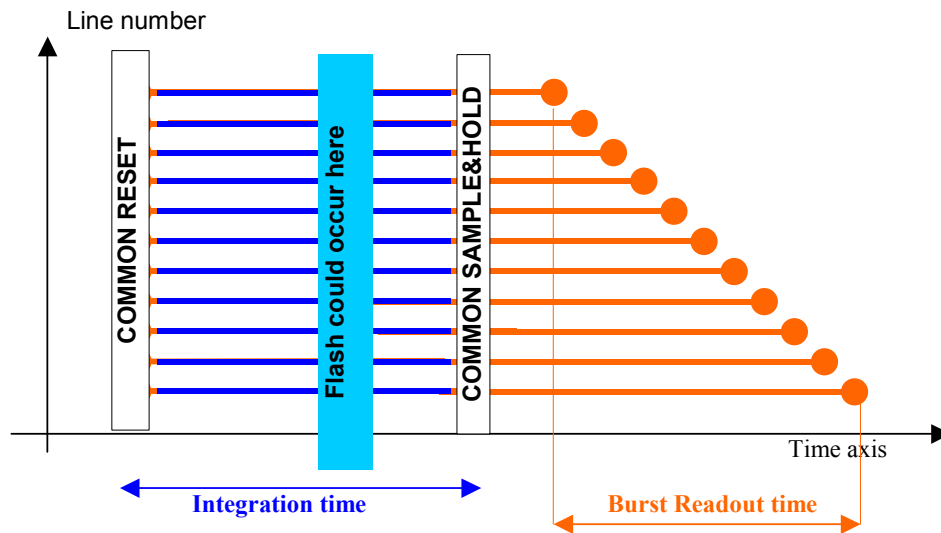 Line number
COMMON RESET
Flash could occur here
COMMON SAMPLE&HOLD
Time axis
Integration time
Burst Readout time